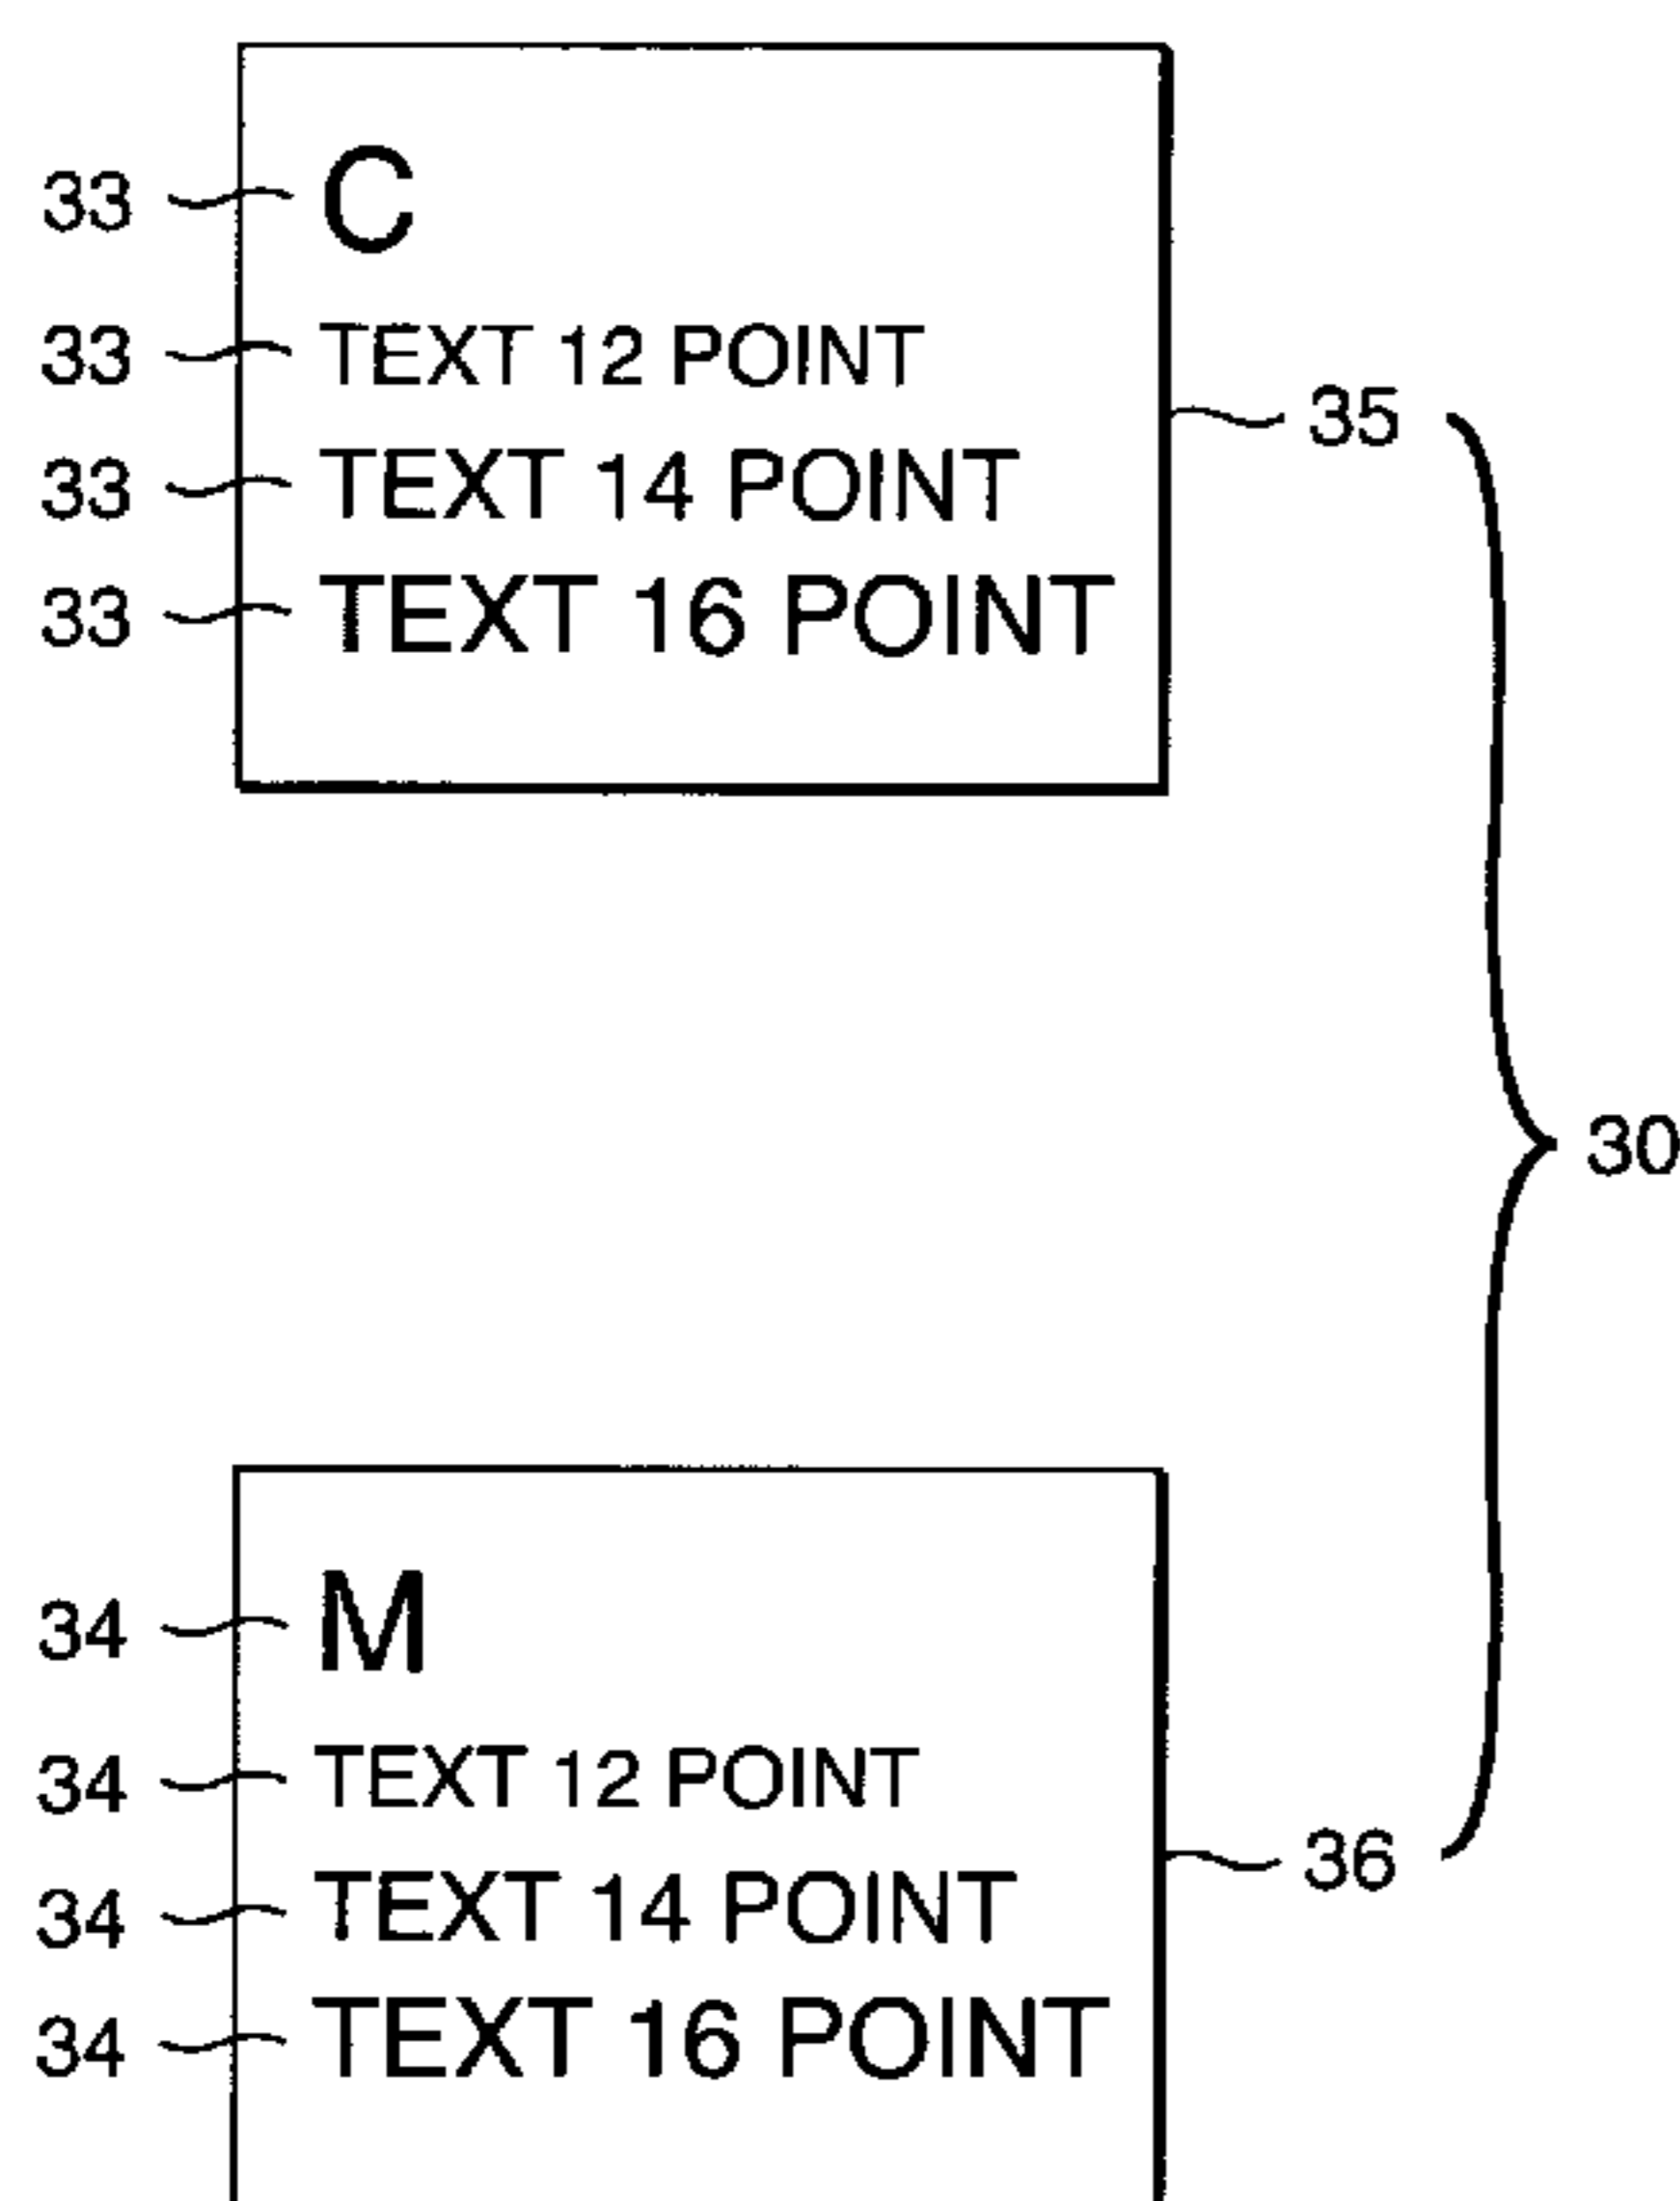 33 C
33 TEXT 12 POINT
35
33 TEXT 14 POINT
33 TEXT 16 POINT
30
34 M
34 TEXT 12 POINT
36
34 TEXT 14 POINT
34 TEXT 16 POINT